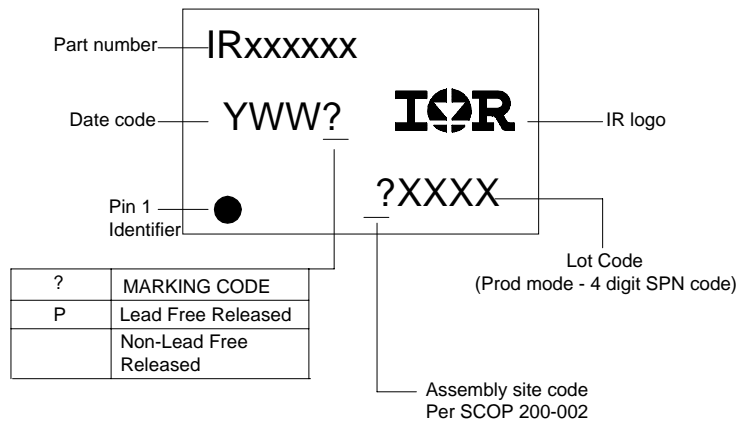 Part number
IRxxxxxx
Date code
YWW?
IOR
IR logo
?XXXX
Pin 1
Identifier
Lot Code
(Prod mode - 4 digit SPN code)
? MARKING CODE
P Lead Free Released
Non-Lead Free
Released
Assembly site code
Per SCOP 200-002